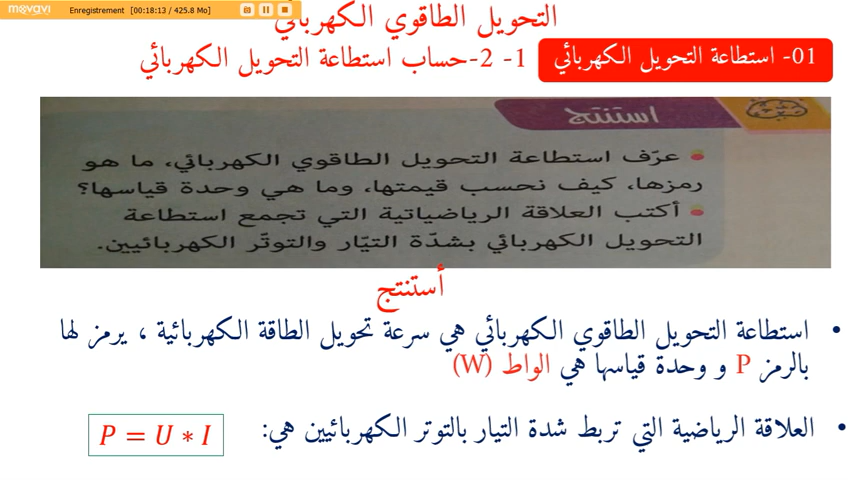 movavi
Enregistrement [00:18:13 / 425.8 Mo]
التحويل الطاقوي الكهربائي
01- استطاعة التحويل الكهربائي
1- 2-حساب استطاعة التحويل الكهربائي
استنتج
عرّف استطاعة التحويل الطاقوي الكهربائي، ما هو
رمزها، كيف نحسب قيمتها، وما هي وحدة قياسها؟
أكتب العلاقة الرياضياتية التي تجمع استطاعة
التحويل الكهربائي بشدّة التيّار والتوتّر الكهربائيين.
أستنتج
• استطاعة التحويل الطاقوي الكهربائي هي سرعة تحويل الطاقة الكهربائية ، يرمز لها
بالرمز P و وحدة قياسها هي الواط (W)
• العلاقة الرياضية التي تربط شدة التيار بالتوتر الكهربائيين هي:
P = U * I